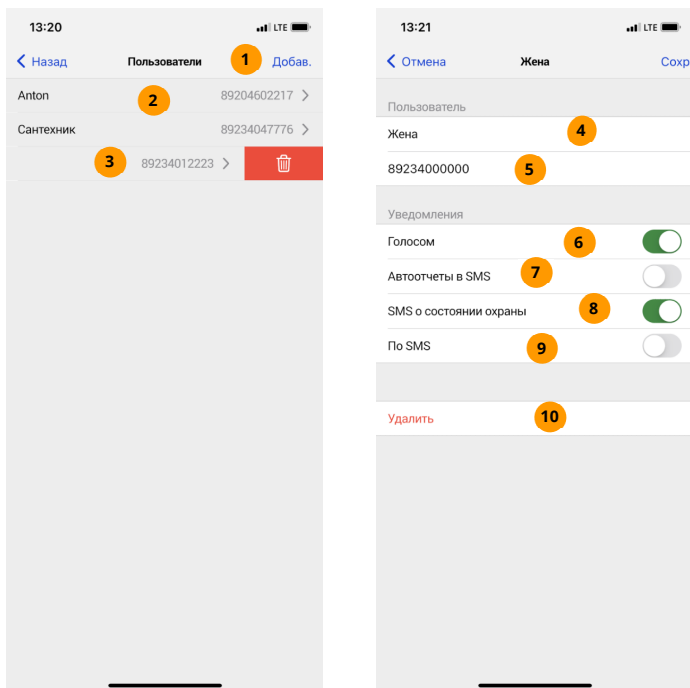 13:20
LTE
Назад
Пользователи
1
Добав.
Anton
2
89204602217
Сантехник
89234047776
3
89234012223
13:21
LTE
Отмена
Жена
Сохр
Пользователь
Жена
4
89234000000
5
Уведомления
Голосом
6
Автоотчеты в SMS
7
SMS о состоянии охраны
8
По SMS
9
Удалить
10